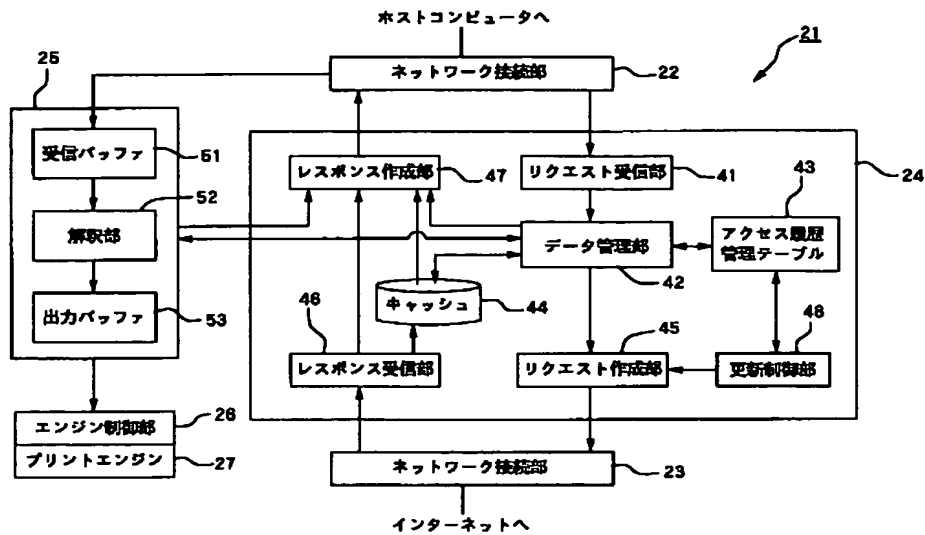 ホストコンピュータへ
21
25
ネットワーク接続部
22
受信バッファ
51
レスポンス作成部
47
リクエスト受信部
41
43
24
52
解釈部
データ管理部
42
アクセス履歴
管理テーブル
出力バッファ
53
46
キャッシュ
44
45
48
レスポンス受信部
リクエスト作成部
更新制御部
エンジン制御部
26
プリントエンジン
27
ネットワーク接続部
23
インターネットへ